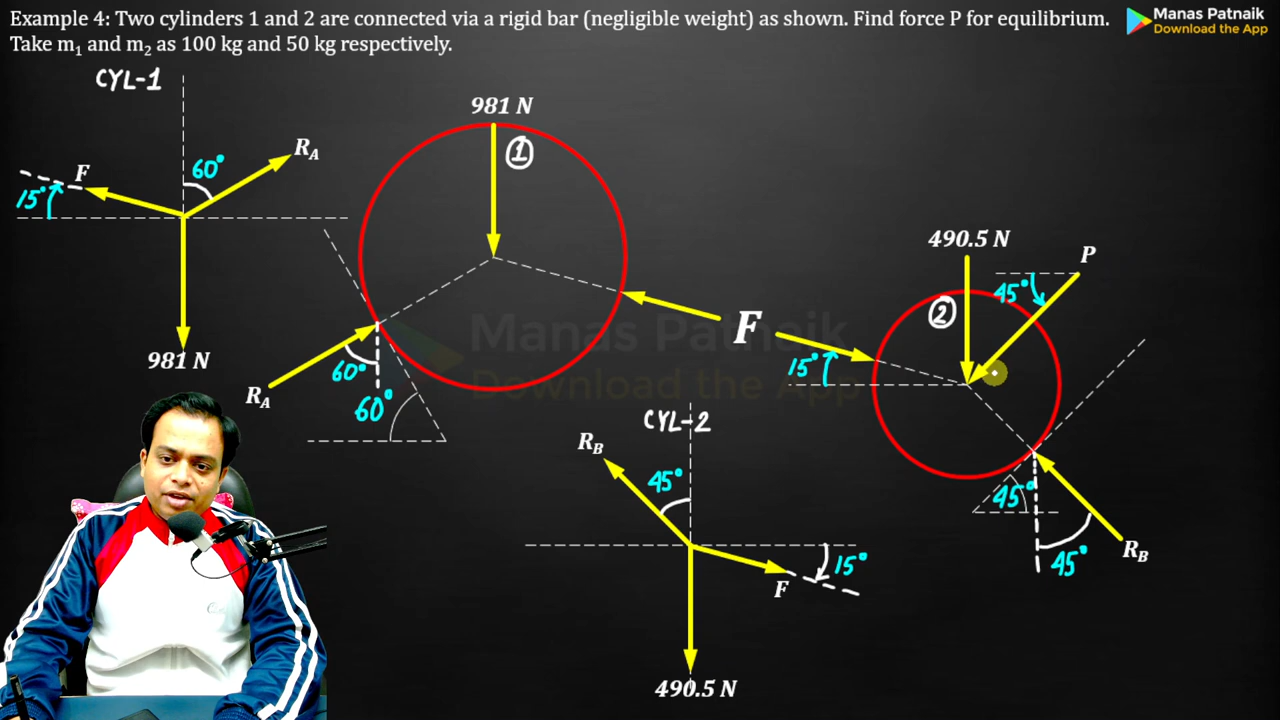 Example 4: Two cylinders 1 and 2 are connected via a rigid bar (negligible weight) as shown. Find force P for equilibrium.
Take m₁ and m₂ as 100 kg and 50 kg respectively.
Manas Patnaik
Download the App
CYL-1
F
15°
60°
R_A
981 N
981 N
1
R_A
60°
60°
F
Manas Patnaik
Download the App
15°
490.5 N
P
45°
2
45°
45°
R_B
CYL-2
R_B
45°
15°
F
490.5 N